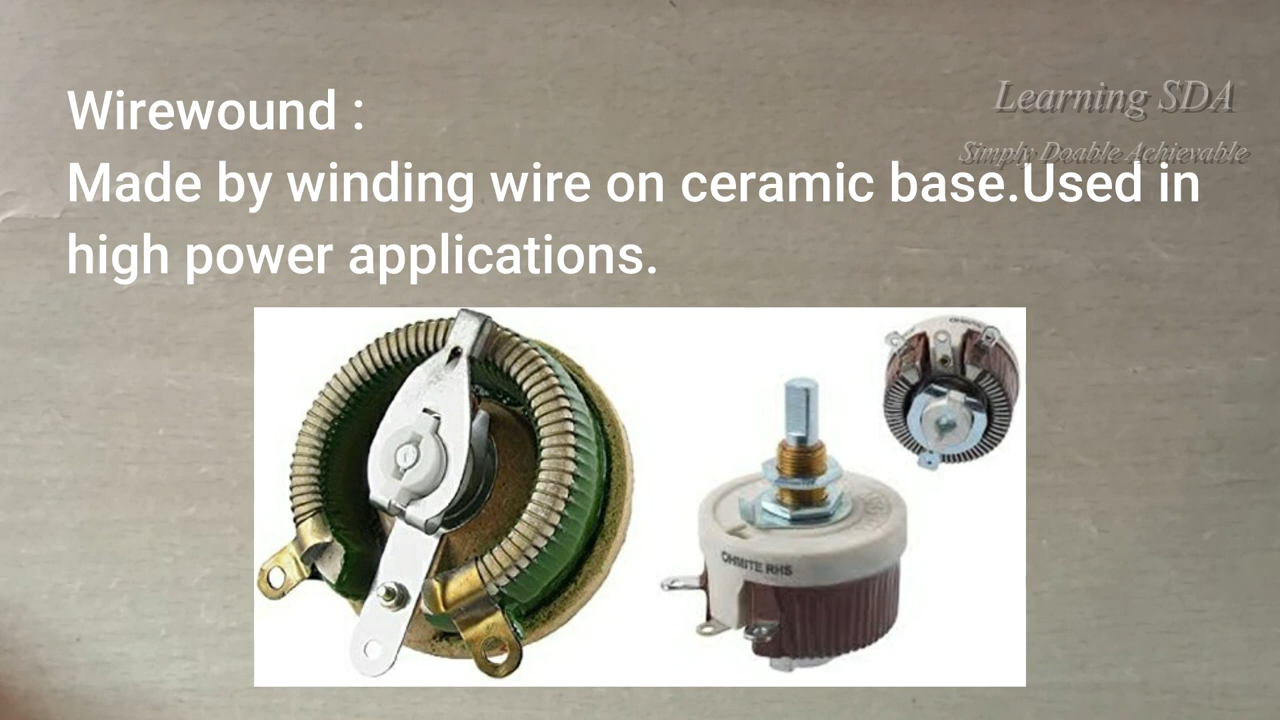 Learning SDA
Simply Doable Achievable
Wirewound :
Made by winding wire on ceramic base.Used in
high power applications.
OHMITE RHS